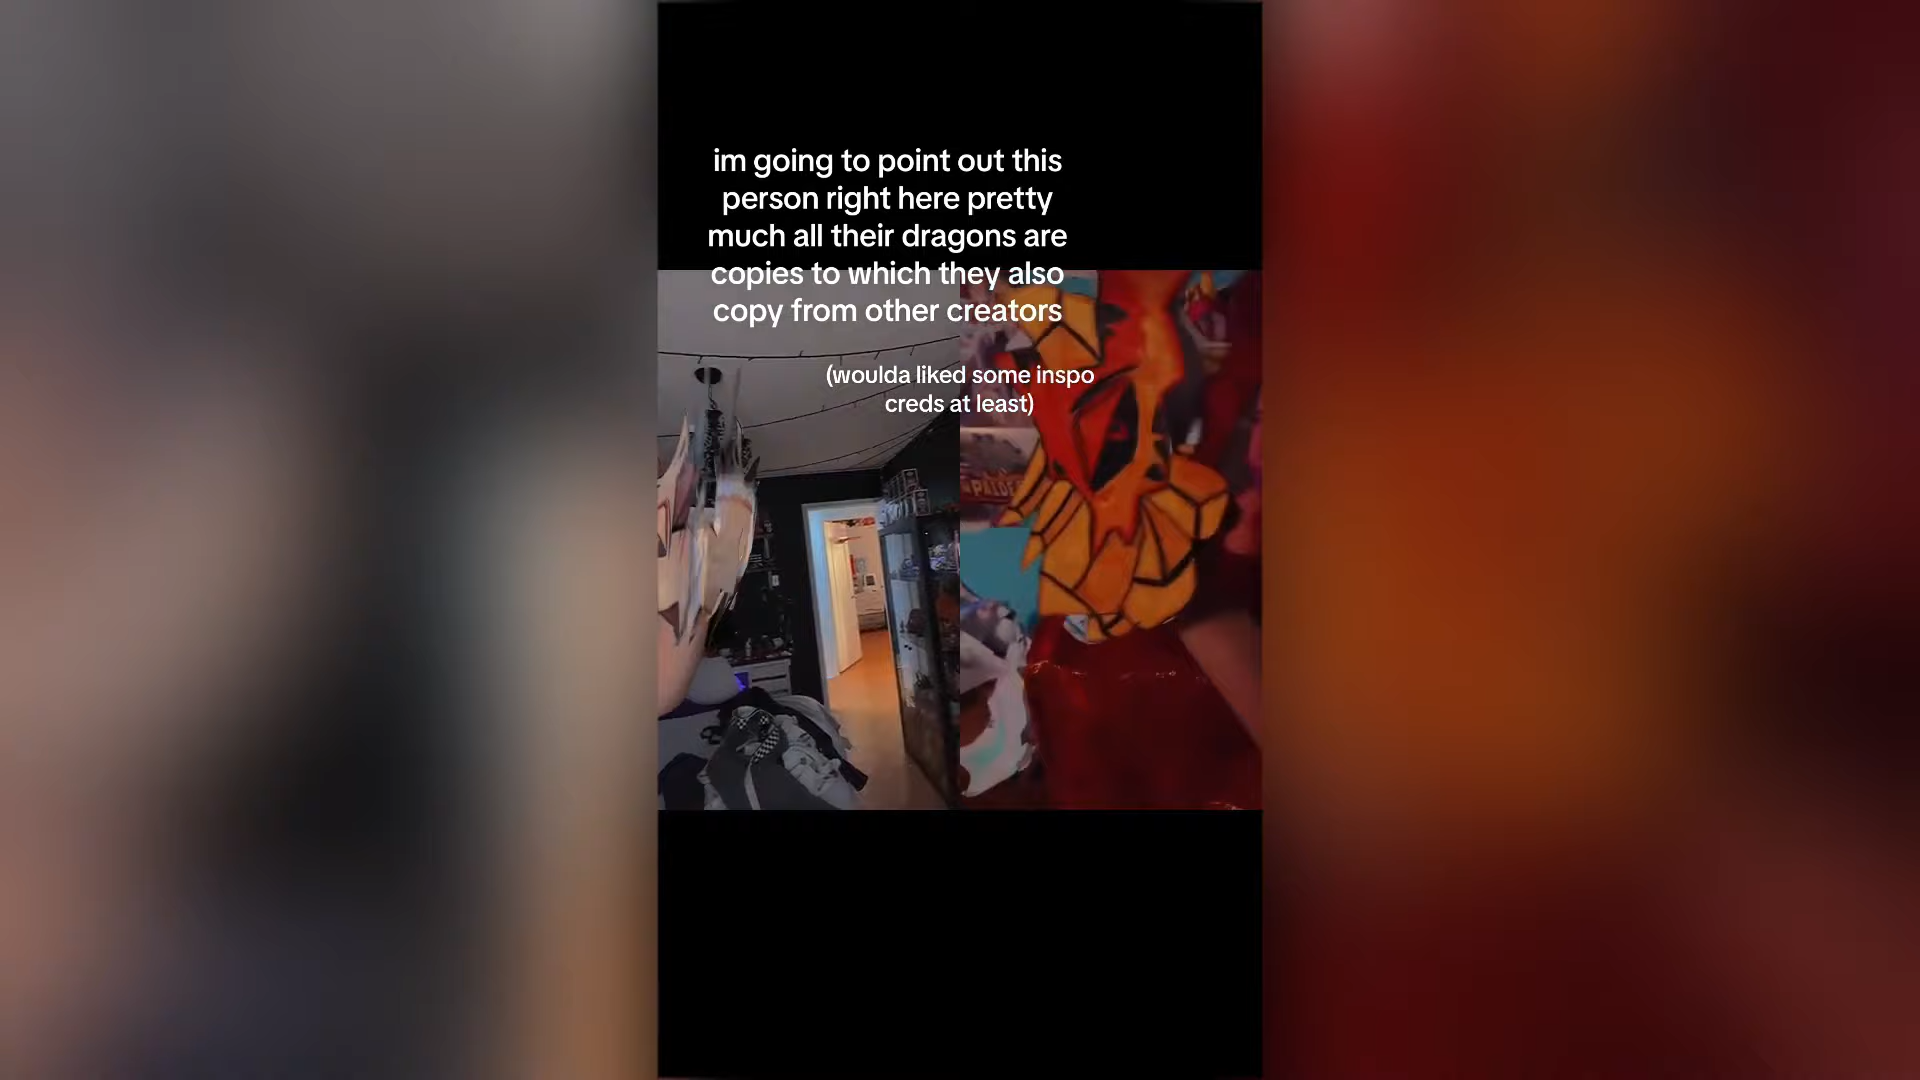 im going to point out this
person right here pretty
much all their dragons are
copies to which they also
copy from other creators
(woulda liked some inspo
creds at least)